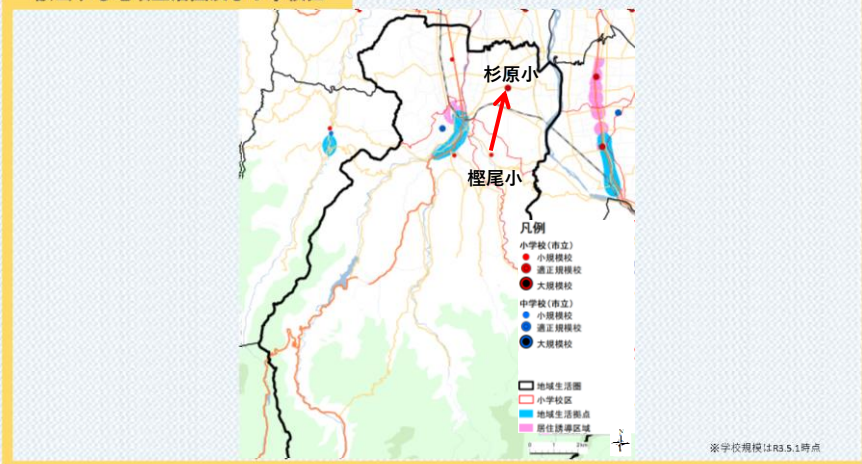 杉原小
樫尾小
凡例
小学校(市立)
小規模校
適正規模校
大規模校
中学校(市立)
小規模校
適正規模校
大規模校
地域生活圏
小学校区
地域生活拠点
居住誘導区域
0 1 2km
※学校規模はR3.5.1時点